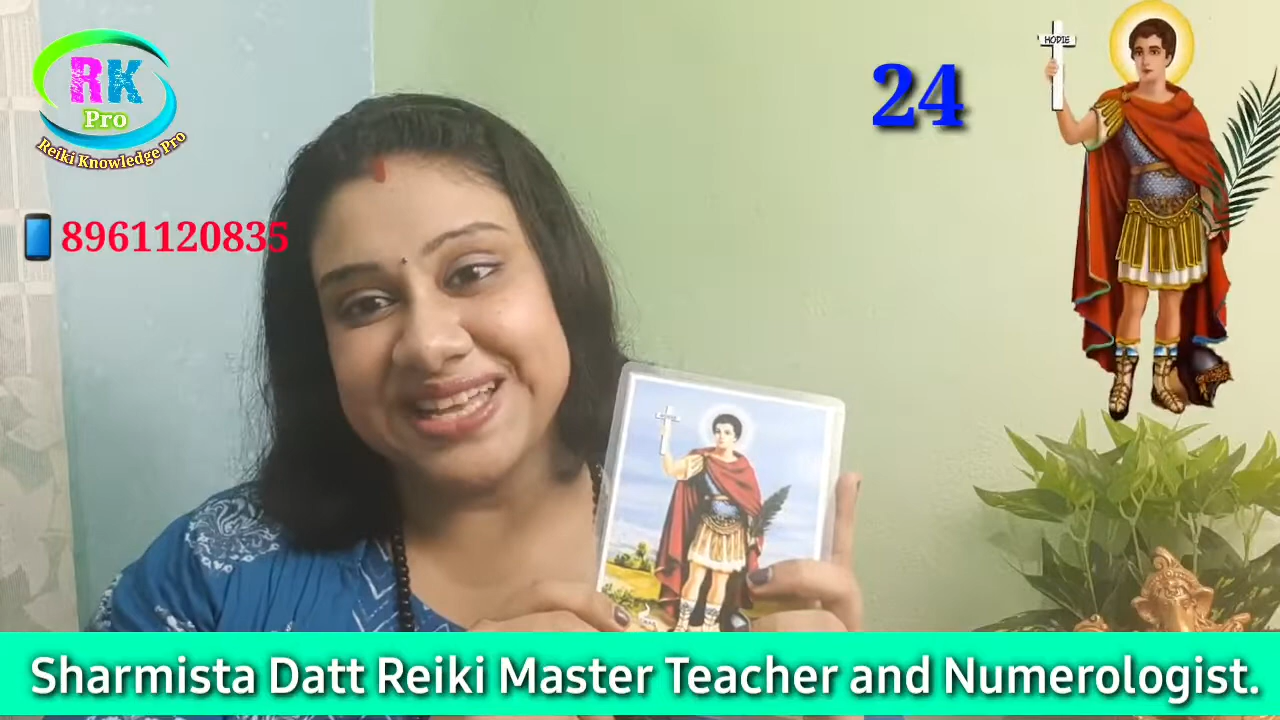 RK
Pro
Reiki Knowledge Pro
24
HODIE
8961120835
Sharmista Datt Reiki Master Teacher and Numerologist.